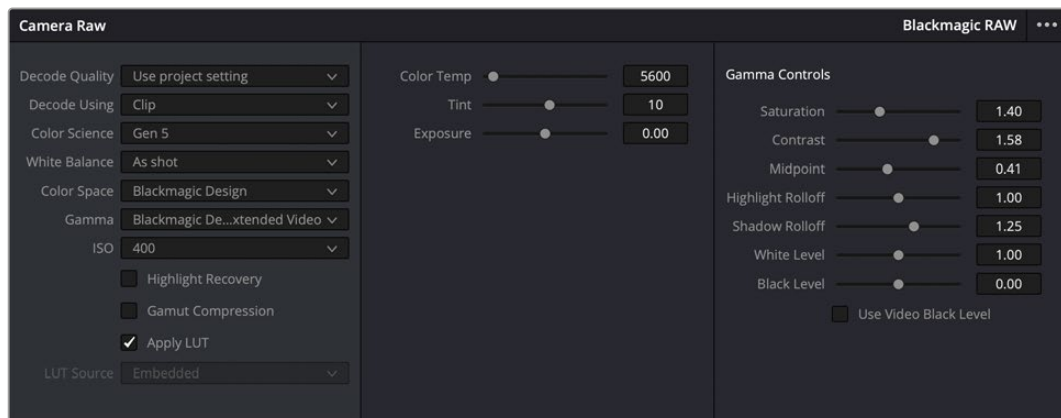 Camera Raw
Blackmagic RAW
Decode Quality Use project setting
Decode Using Clip
Color Science Gen 5
White Balance As shot
Color Space Blackmagic Design
Gamma Blackmagic De...xtended Video
ISO 400
Highlight Recovery
Gamut Compression
Apply LUT
LUT Source Embedded
Color Temp 5600
Tint 10
Exposure 0.00
Gamma Controls
Saturation 1.40
Contrast 1.58
Midpoint 0.41
Highlight Rolloff 1.00
Shadow Rolloff 1.25
White Level 1.00
Black Level 0.00
Use Video Black Level